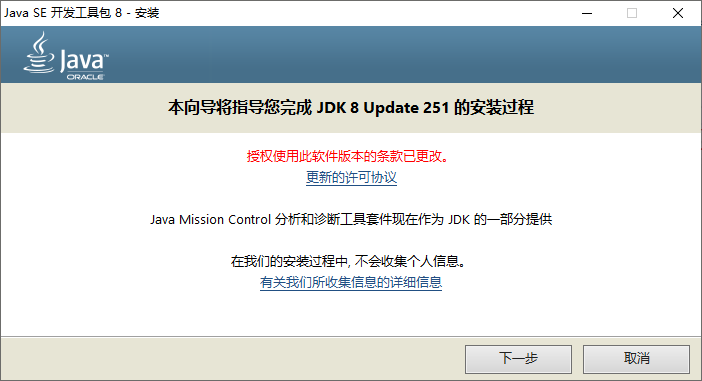 Java SE 开发工具包 8 - 安装
Java™
ORACLE
本向导将指导您完成 JDK 8 Update 251 的安装过程
授权使用此软件版本的条款已更改。
更新的许可协议
Java Mission Control 分析和诊断工具套件现在作为 JDK 的一部分提供
在我们的安装过程中, 不会收集个人信息。
有关我们所收集信息的详细信息
下一步
取消